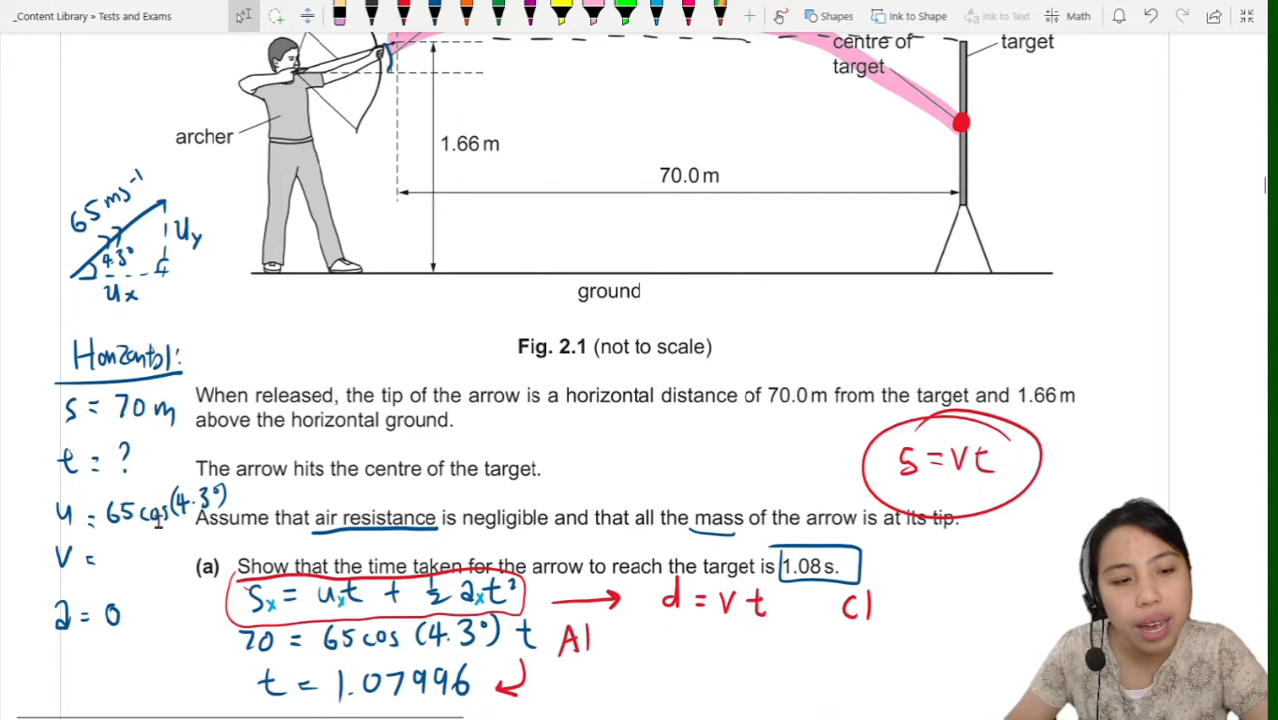 _Content Library » Tests and Exams
Shapes
Ink to Shape
Ink to Text
Math
centre of
target
target
archer
1.66 m
70.0 m
65 ms⁻¹
4.3°
uy
ux
ground
Fig. 2.1 (not to scale)
Horizontal:
s = 70 m
t = ?
u = 65 cos(4.3°)
v =
a = 0
When released, the tip of the arrow is a horizontal distance of 70.0 m from the target and 1.66 m
above the horizontal ground.
The arrow hits the centre of the target.
s = vt
Assume that air resistance is negligible and that all the mass of the arrow is at its tip.
(a) Show that the time taken for the arrow to reach the target is 1.08 s.
sx = uxt + ½ axt² → d = vt C1
70 = 65 cos (4.3°) t A1
t = 1.07996